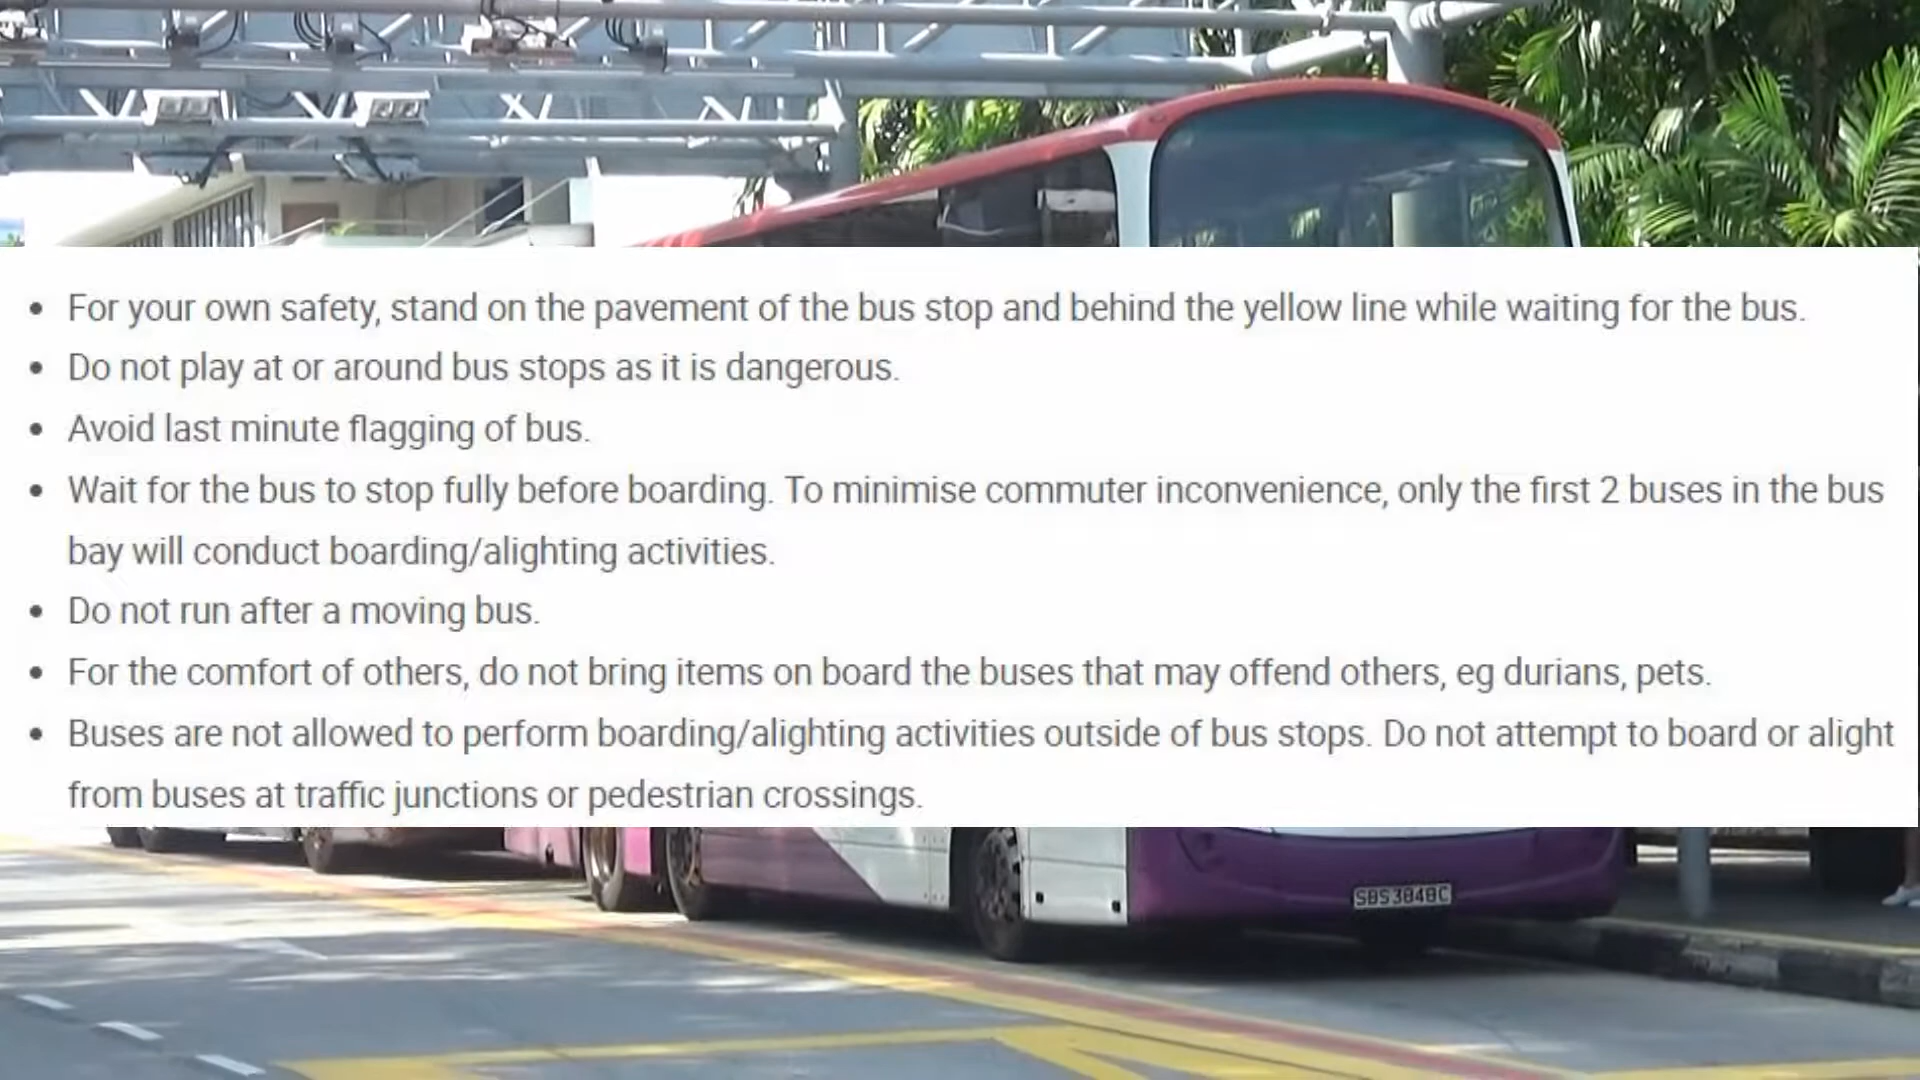 For your own safety, stand on the pavement of the bus stop and behind the yellow line while waiting for the bus.
Do not play at or around bus stops as it is dangerous.
Avoid last minute flagging of bus.
Wait for the bus to stop fully before boarding. To minimise commuter inconvenience, only the first 2 buses in the bus
bay will conduct boarding/alighting activities.
Do not run after a moving bus.
For the comfort of others, do not bring items on board the buses that may offend others, eg durians, pets.
Buses are not allowed to perform boarding/alighting activities outside of bus stops. Do not attempt to board or alight
from buses at traffic junctions or pedestrian crossings.
SBS3848C